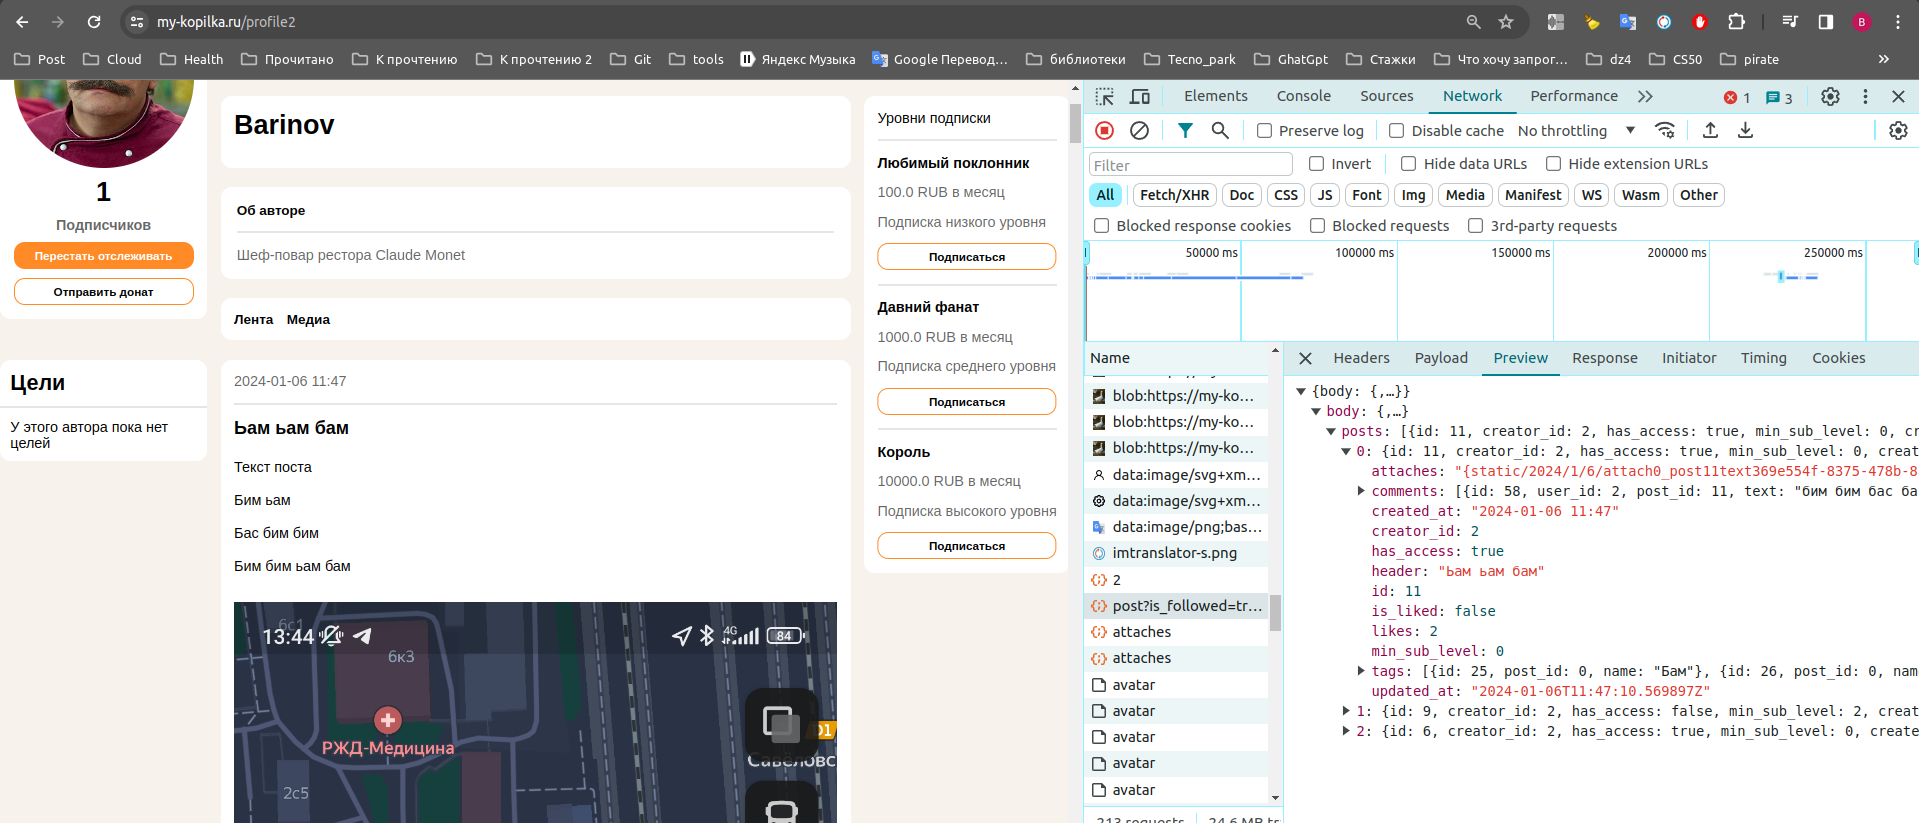 my-kopilka.ru/profile2
B
Post
Cloud
Health
Прочитано
К прочтению
К прочтению 2
Git
tools
Яндекс Музыка
Google Перевод...
библиотеки
Tecno_park
GhatGpt
Стажки
Что хочу запрог...
dz4
CS50
pirate
1
Подписчиков
Перестать отслеживать
Отправить донат
Цели
У этого автора пока нет
целей
Barinov
Об авторе
Шеф-повар рестора Claude Monet
Лента Медиа
2024-01-06 11:47
Ьам ьам бам
Текст поста
Бим ьам
Бас бим бим
Бим бим ьам бам
6с1
13:44
4G
84
6к3
РЖД-Медицина
D1
Савёловс
2с5
Уровни подписки
Любимый поклонник
100.0 RUB в месяц
Подписка низкого уровня
Подписаться
Давний фанат
1000.0 RUB в месяц
Подписка среднего уровня
Подписаться
Король
10000.0 RUB в месяц
Подписка высокого уровня
Подписаться
Elements Console Sources Network Performance
1
3
Preserve log
Disable cache
No throttling
Filter
Invert
Hide data URLs
Hide extension URLs
All Fetch/XHR Doc CSS JS Font Img Media Manifest WS Wasm Other
Blocked response cookies
Blocked requests
3rd-party requests
50000 ms
100000 ms
150000 ms
200000 ms
250000 ms
Name
blob:https://my-ko...
blob:https://my-ko...
blob:https://my-ko...
data:image/svg+xm...
data:image/svg+xm...
data:image/png;bas...
imtranslator-s.png
2
post?is_followed=tr...
attaches
attaches
avatar
avatar
avatar
avatar
avatar
213 requests
24.6 MB tr
Headers Payload Preview Response Initiator Timing Cookies
{body: {,…}}
body: {,…}
posts: [{id: 11, creator_id: 2, has_access: true, min_sub_level: 0, cr
0: {id: 11, creator_id: 2, has_access: true, min_sub_level: 0, creat
attaches: "{static/2024/1/6/attach0_post11text369e554f-8375-478b-8
comments: [{id: 58, user_id: 2, post_id: 11, text: "бим бим бас ба
created_at: "2024-01-06 11:47"
creator_id: 2
has_access: true
header: "Ьам ьам бам"
id: 11
is_liked: false
likes: 2
min_sub_level: 0
tags: [{id: 25, post_id: 0, name: "Бам"}, {id: 26, post_id: 0, nam
updated_at: "2024-01-06T11:47:10.569897Z"
1: {id: 9, creator_id: 2, has_access: false, min_sub_level: 2, creat
2: {id: 6, creator_id: 2, has_access: true, min_sub_level: 0, create